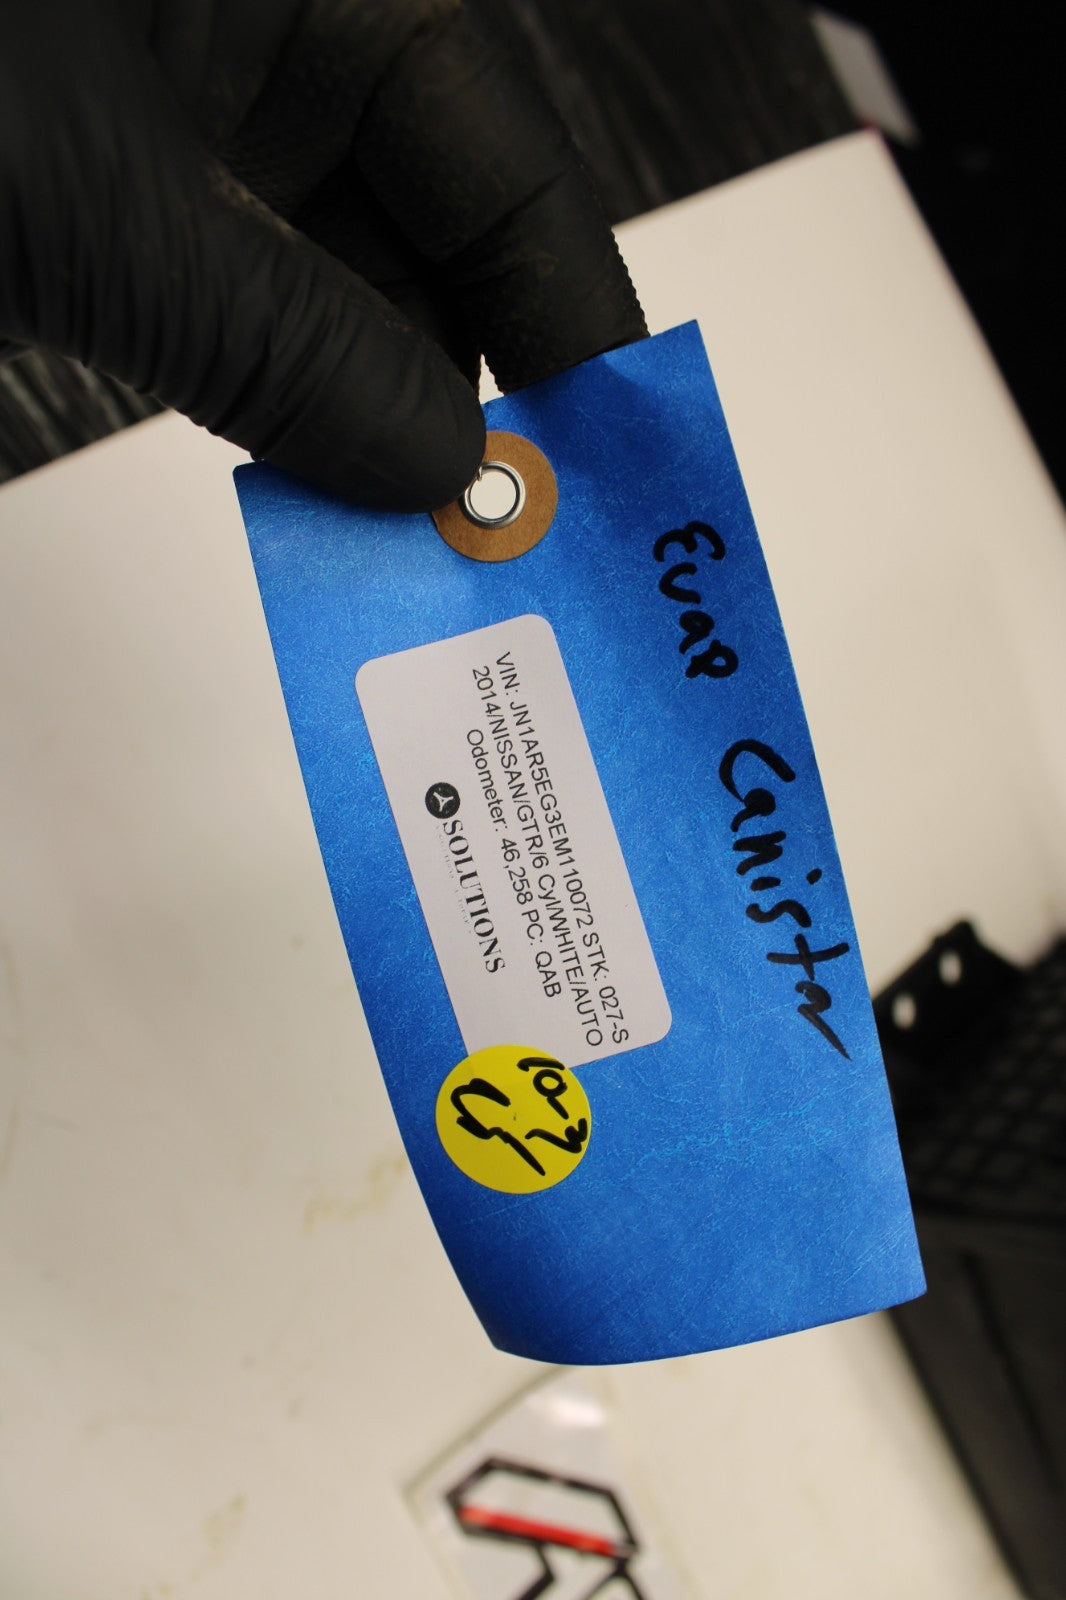 Evap Canister
VIN: JN1AR5EG3EM110072 STK: 027-S
2014/NISSAN/GTR/6 Cyl/WHITE/AUTO
Odometer: 46,258 PC: QAB
SOLUTIONS
10-3